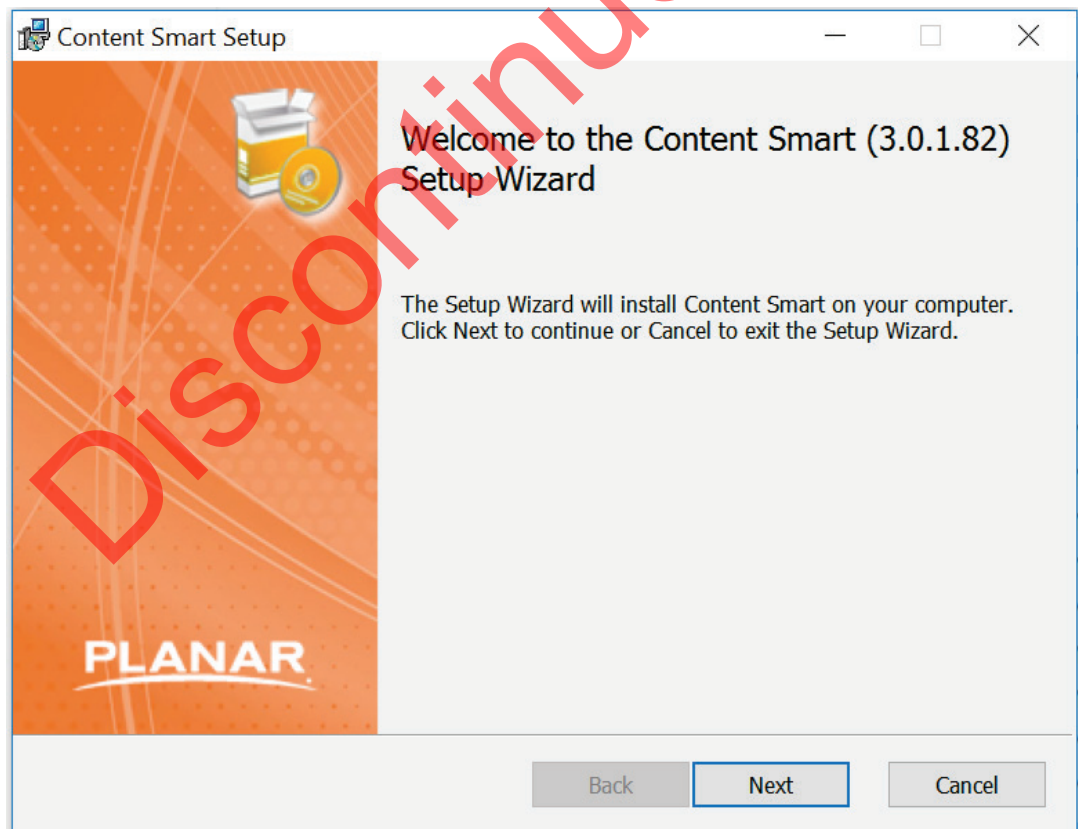 Content Smart Setup
Welcome to the Content Smart (3.0.1.82)
Setup Wizard
The Setup Wizard will install Content Smart on your computer.
Click Next to continue or Cancel to exit the Setup Wizard.
PLANAR
Back
Next
Cancel
Discontinu